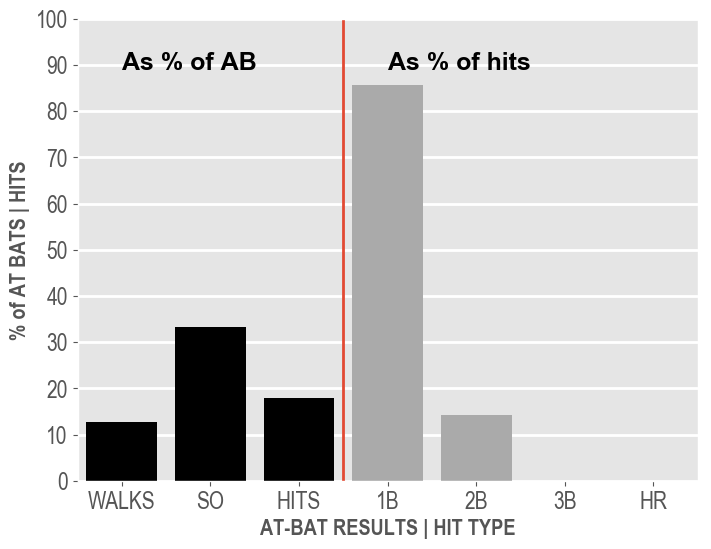 100
90
80
70
60
50
40
30
20
10
0
As % of AB
As % of hits
% of AT BATS | HITS
WALKS SO HITS 1B 2B 3B HR
AT-BAT RESULTS | HIT TYPE